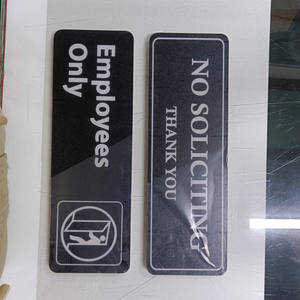 Employees
Only
NO SOLICITING
THANK YOU